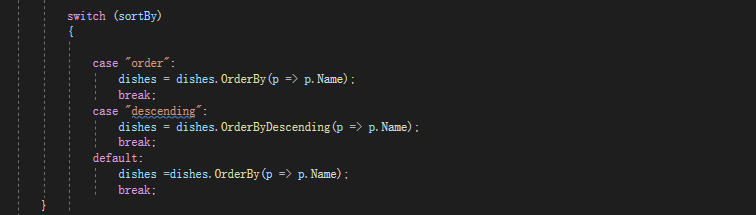 switch (sortBy)
{
case "order":
dishes = dishes.OrderBy(p => p.Name);
break;
case "descending":
dishes = dishes.OrderByDescending(p => p.Name);
break;
default:
dishes =dishes.OrderBy(p => p.Name);
break;
}